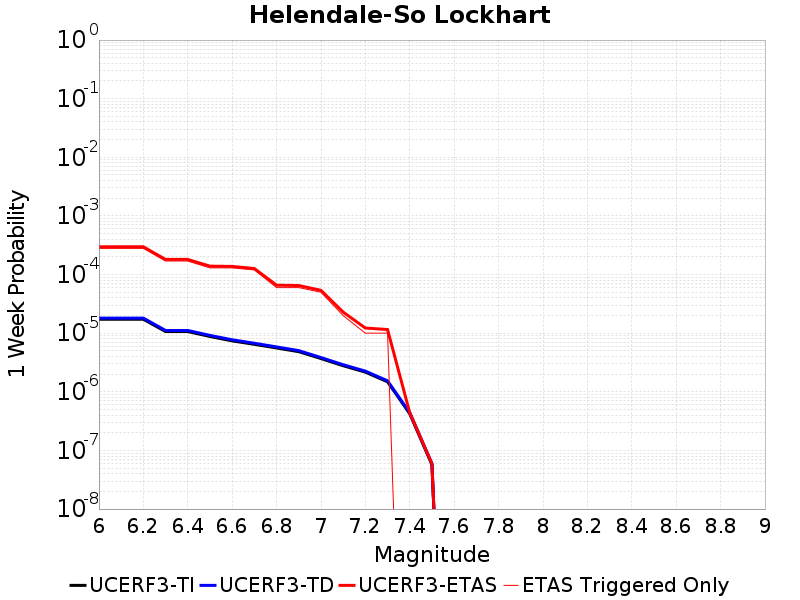 Helendale-So Lockhart
1 Week Probability
10^0
10^-1
10^-2
10^-3
10^-4
10^-5
10^-6
10^-7
10^-8
6 6.2 6.4 6.6 6.8 7 7.2 7.4 7.6 7.8 8 8.2 8.4 8.6 8.8 9
Magnitude
UCERF3-TI UCERF3-TD UCERF3-ETAS ETAS Triggered Only